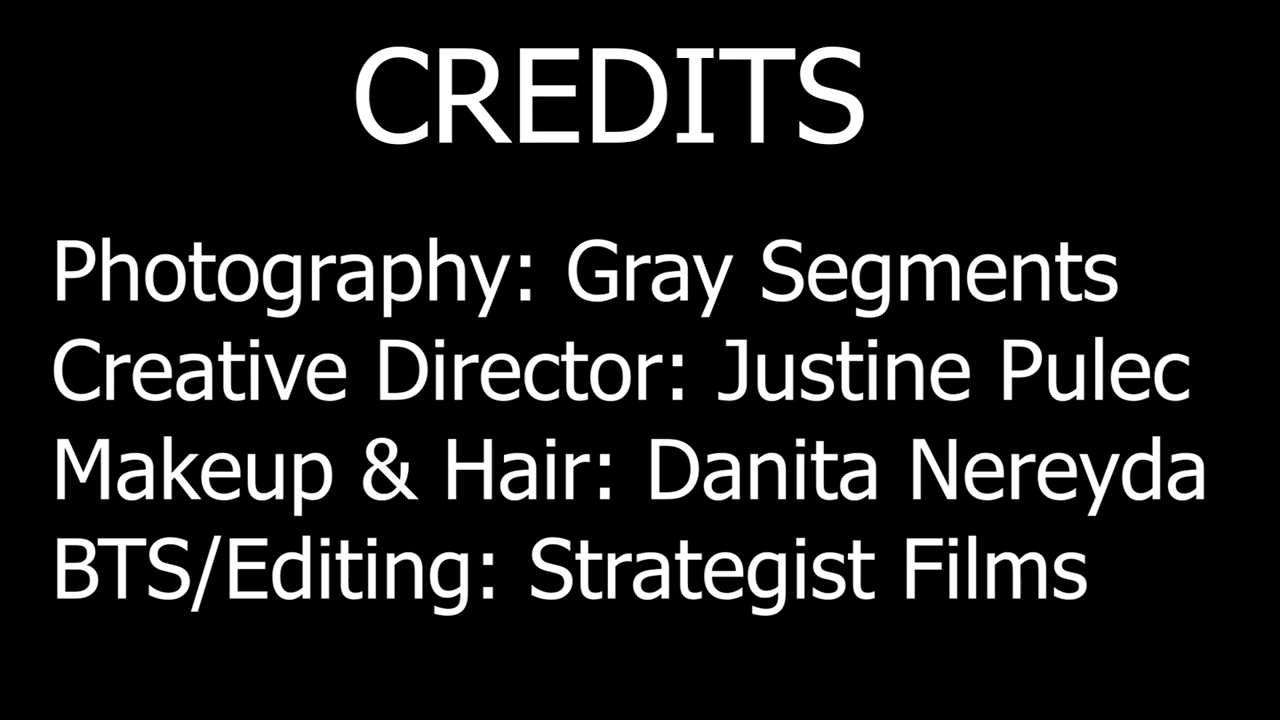 CREDITS
Photography: Gray Segments
Creative Director: Justine Pulec
Makeup & Hair: Danita Nereyda
BTS/Editing: Strategist Films